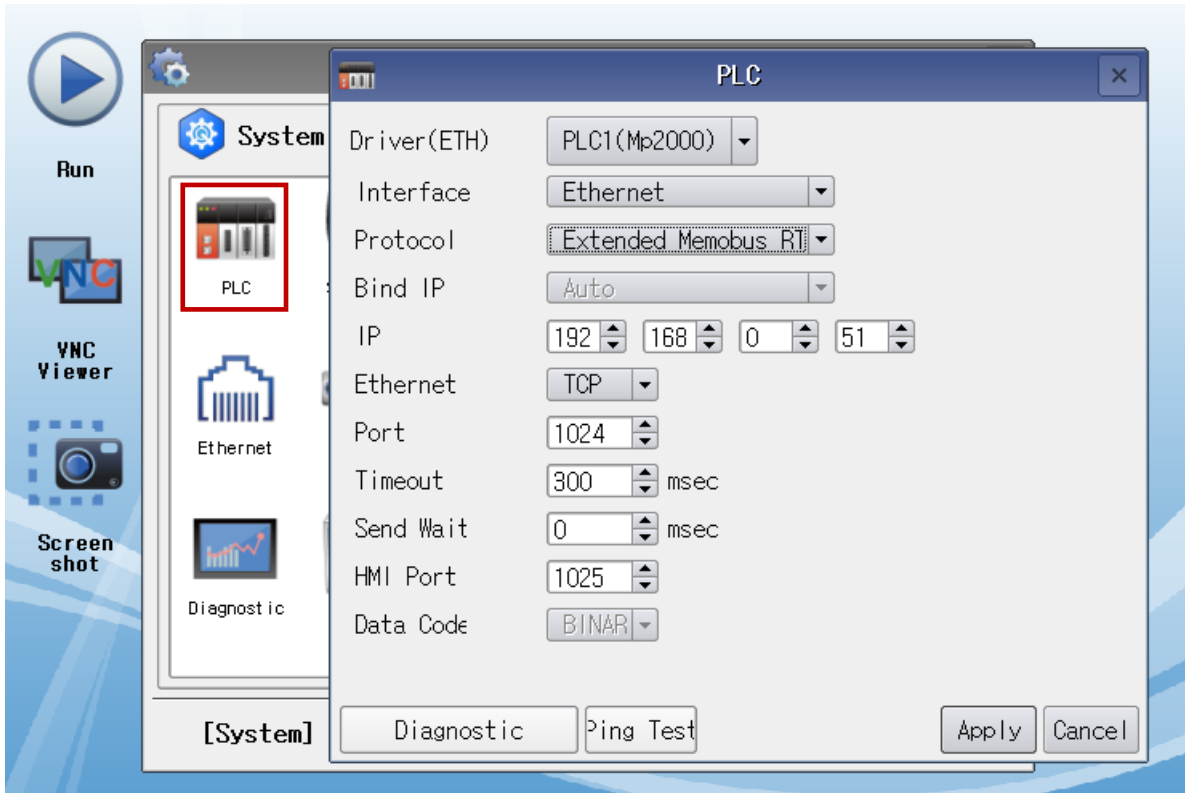 Run
VNC
VNC
Viewer
Screen
shot
System
PLC
Ethernet
Diagnostic
[System]
PLC
Driver(ETH) PLC1(Mp2000)
Interface Ethernet
Protocol Extended Memobus RT
Bind IP Auto
IP 192 168 0 51
Ethernet TCP
Port 1024
Timeout 300 msec
Send Wait 0 msec
HMI Port 1025
Data Code BINAR
Diagnostic Ping Test Apply Cancel